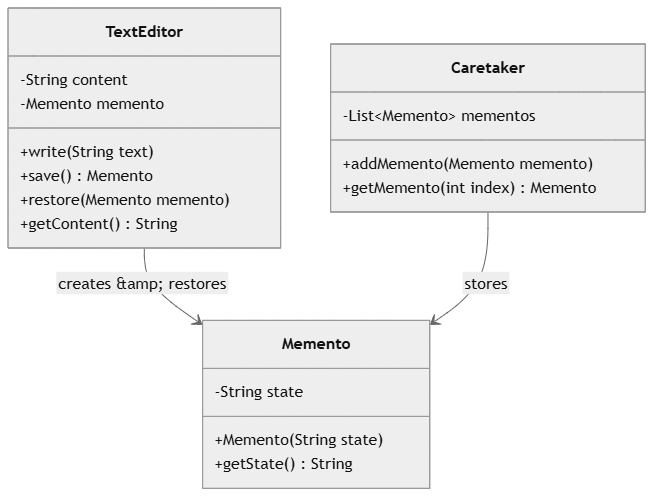 TextEditor
-String content
-Memento memento
+write(String text)
+save() : Memento
+restore(Memento memento)
+getContent() : String
Caretaker
-List<Memento> mementos
+addMemento(Memento memento)
+getMemento(int index) : Memento
creates &amp; restores
stores
Memento
-String state
+Memento(String state)
+getState() : String